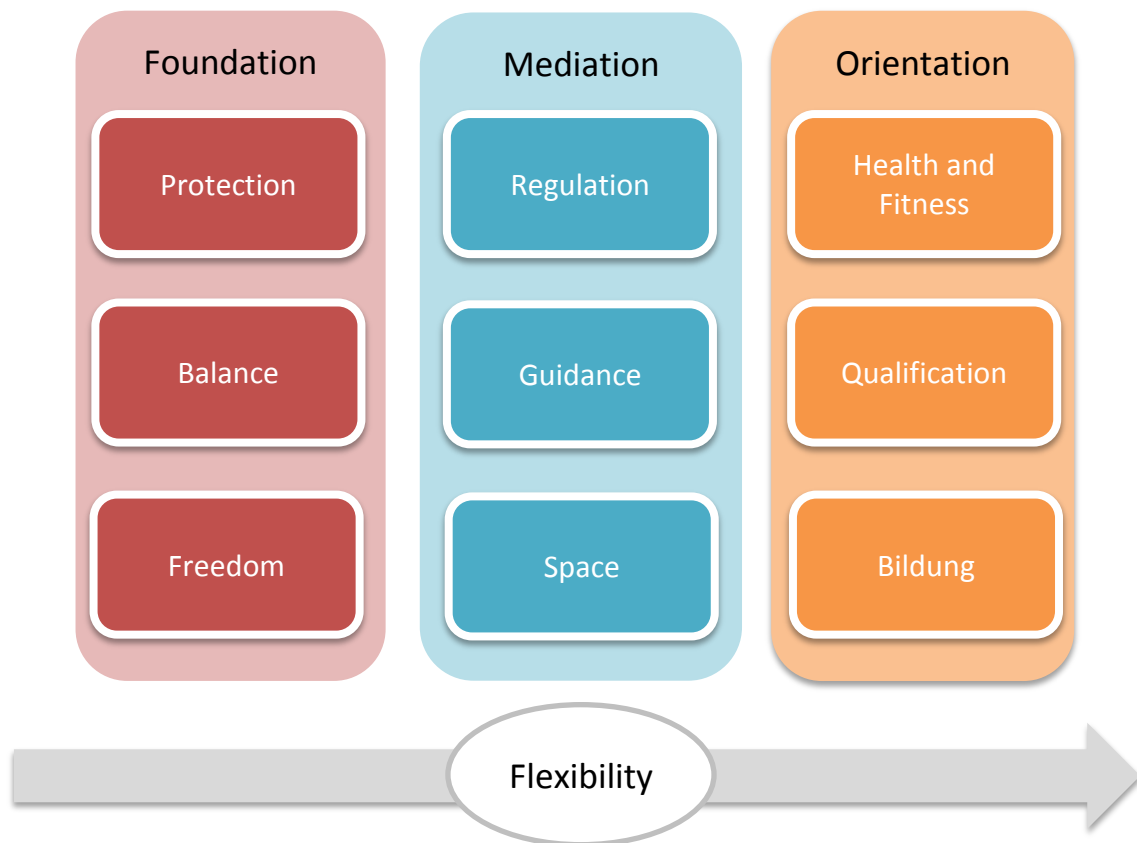 Foundation
Protection
Balance
Freedom
Mediation
Regulation
Guidance
Space
Orientation
Health and
Fitness
Qualification
Bildung
Flexibility